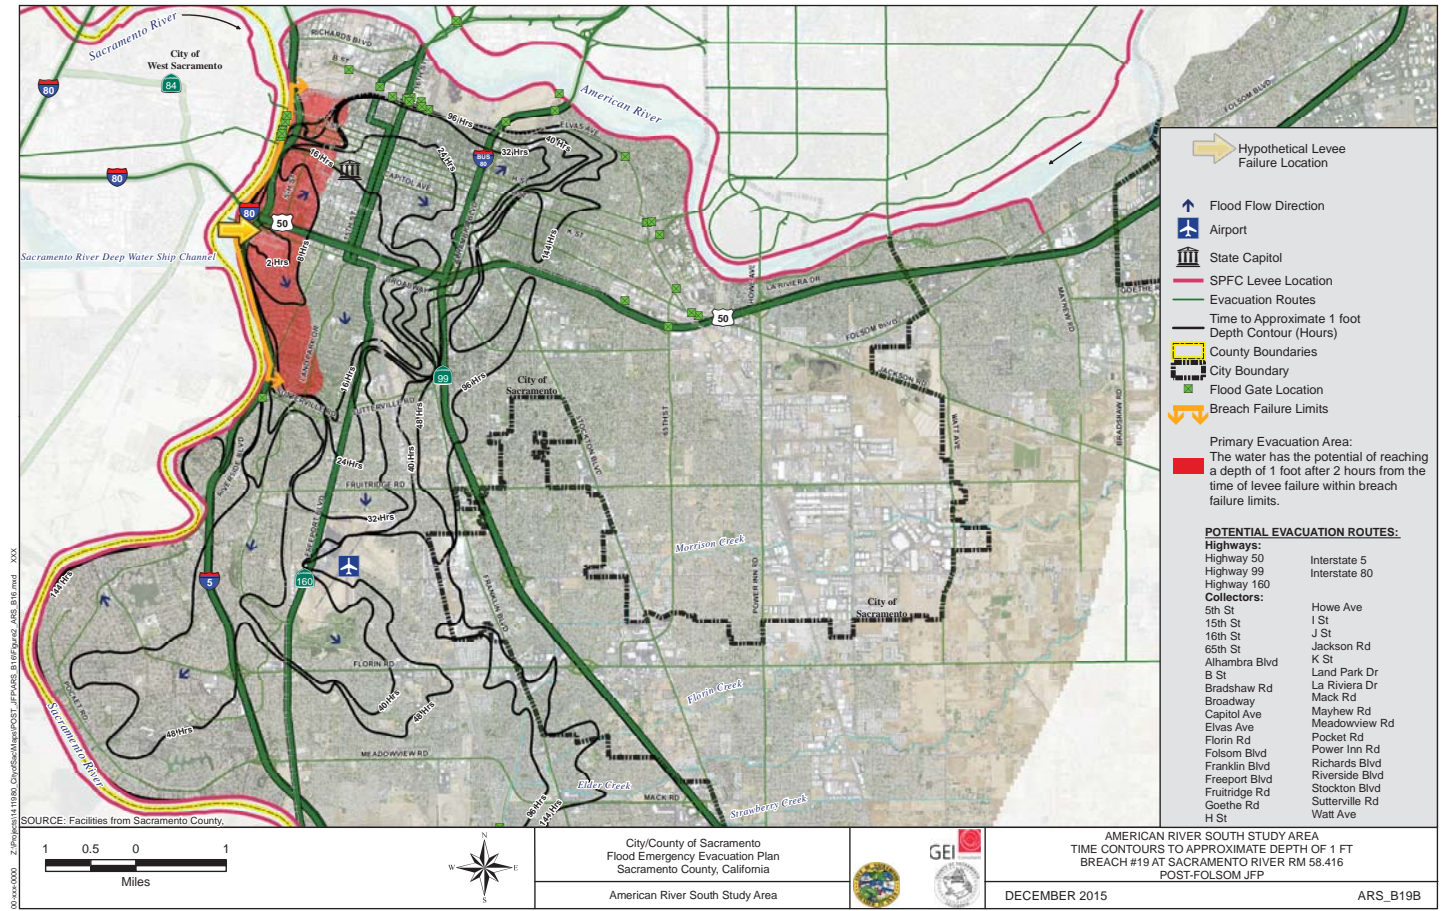 Sacramento River
City of
West Sacramento
84
80
80
80
BUS
80
50
50
99
160
5
RICHARDS BLVD
B ST
American River
ELVAS AVE
96 Hrs
24 Hrs
32 Hrs
40 Hrs
16 Hrs
CAPITOL AVE
H ST
K ST
144 Hrs
8 Hrs
2 Hrs
BROADWAY
Sacramento River Deep Water Ship Channel
HOWE AVE
LA RIVIERA DR
FOLSOM BLVD
FOLSOM BLVD
MAYHEW RD
GOETHE R
JACKSON RD
LAND PARK DR
16 Hrs
SUTTERVILLE RD
SUTTERVILLE RD
48 Hrs
96 Hrs
City of
Sacramento
65TH ST
STOCKTON BLVD
WATT AVE
BRADSHAW RD
RIVERSIDE BLVD
24 Hrs
40 Hrs
FRUITRIDGE RD
32 Hrs
FREEPORT BLVD
Morrison Creek
POWER INN RD
City of
Sacramento
FRANKLIN BLVD
144 Hrs
FLORIN RD
POCKET RD
40 Hrs
48 Hrs
48 Hrs
Florin Creek
MEADOWVIEW RD
Sacramento River
Elder Creek
MACK RD
Strawberry Creek
96 Hrs
144 Hrs
SOURCE: Facilities from Sacramento County,
Hypothetical Levee
Failure Location
Flood Flow Direction
Airport
State Capitol
SPFC Levee Location
Evacuation Routes
Time to Approximate 1 foot
Depth Contour (Hours)
County Boundaries
City Boundary
Flood Gate Location
Breach Failure Limits
Primary Evacuation Area:
The water has the potential of reaching
a depth of 1 foot after 2 hours from the
time of levee failure within breach
failure limits.
POTENTIAL EVACUATION ROUTES:
Highways:
Highway 50
Highway 99
Highway 160
Interstate 5
Interstate 80
Collectors:
5th St
15th St
16th St
65th St
Alhambra Blvd
B St
Bradshaw Rd
Broadway
Capitol Ave
Elvas Ave
Florin Rd
Folsom Blvd
Franklin Blvd
Freeport Blvd
Fruitridge Rd
Goethe Rd
H St
Howe Ave
I St
J St
Jackson Rd
K St
Land Park Dr
La Riviera Dr
Mack Rd
Mayhew Rd
Meadowview Rd
Pocket Rd
Power Inn Rd
Richards Blvd
Riverside Blvd
Stockton Blvd
Sutterville Rd
Watt Ave
1 0.5 0 1
Miles
N
W E
S
City/County of Sacramento
Flood Emergency Evacuation Plan
Sacramento County, California
American River South Study Area
GEI
AMERICAN RIVER SOUTH STUDY AREA
TIME CONTOURS TO APPROXIMATE DEPTH OF 1 FT
BREACH #19 AT SACRAMENTO RIVER RM 58.416
POST-FOLSOM JFP
DECEMBER 2015
ARS_B19B